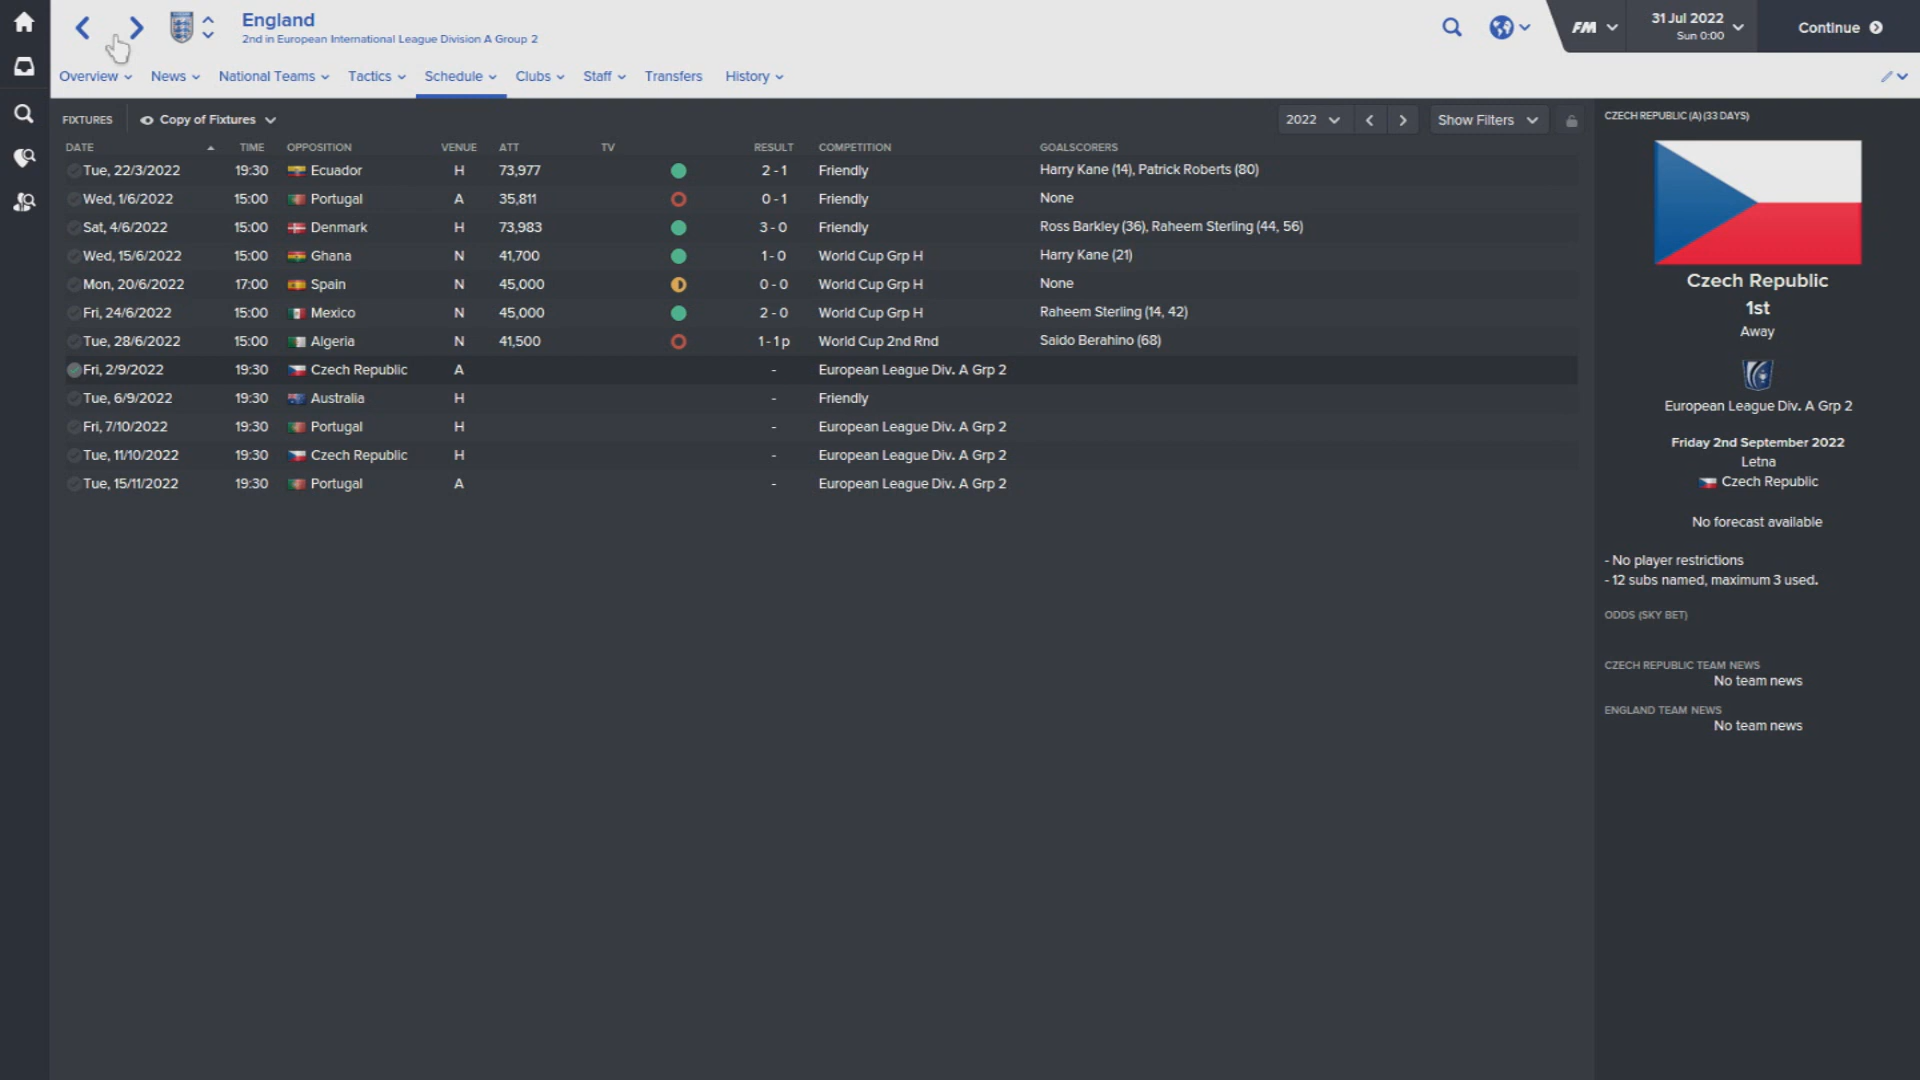 England
2nd in European International League Division A Group 2
FM
31 Jul 2022
Sun 0:00
Continue
Overview
News
National Teams
Tactics
Schedule
Clubs
Staff
Transfers
History
FIXTURES
Copy of Fixtures
2022
Show Filters
DATE TIME OPPOSITION VENUE ATT TV RESULT COMPETITION GOALSCORERS
Tue, 22/3/2022 19:30 Ecuador H 73,977 2 - 1 Friendly Harry Kane (14), Patrick Roberts (80)
Wed, 1/6/2022 15:00 Portugal A 35,811 0 - 1 Friendly None
Sat, 4/6/2022 15:00 Denmark H 73,983 3 - 0 Friendly Ross Barkley (36), Raheem Sterling (44, 56)
Wed, 15/6/2022 15:00 Ghana N 41,700 1 - 0 World Cup Grp H Harry Kane (21)
Mon, 20/6/2022 17:00 Spain N 45,000 0 - 0 World Cup Grp H None
Fri, 24/6/2022 15:00 Mexico N 45,000 2 - 0 World Cup Grp H Raheem Sterling (14, 42)
Tue, 28/6/2022 15:00 Algeria N 41,500 1 - 1 p World Cup 2nd Rnd Saido Berahino (68)
Fri, 2/9/2022 19:30 Czech Republic A - European League Div. A Grp 2
Tue, 6/9/2022 19:30 Australia H - Friendly
Fri, 7/10/2022 19:30 Portugal H - European League Div. A Grp 2
Tue, 11/10/2022 19:30 Czech Republic H - European League Div. A Grp 2
Tue, 15/11/2022 19:30 Portugal A - European League Div. A Grp 2
CZECH REPUBLIC (A) (33 DAYS)
Czech Republic
1st
Away
European League Div. A Grp 2
Friday 2nd September 2022
Letna
Czech Republic
No forecast available
- No player restrictions
- 12 subs named, maximum 3 used.
ODDS (SKY BET)
CZECH REPUBLIC TEAM NEWS
No team news
ENGLAND TEAM NEWS
No team news